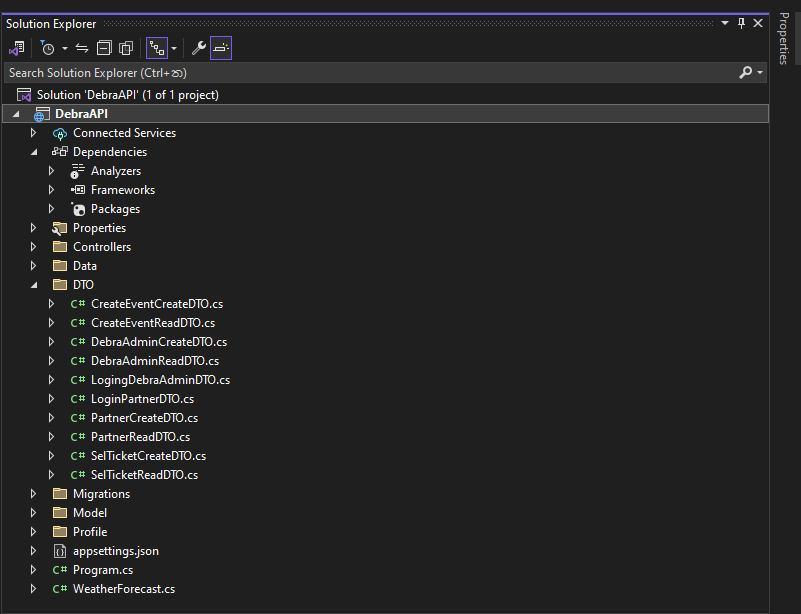 Solution Explorer
Properties
Search Solution Explorer (Ctrl+
Solution 'DebraAPI' (1 of 1 project)
DebraAPI
Connected Services
Dependencies
Analyzers
Frameworks
Packages
Properties
Controllers
Data
DTO
C# CreateEventCreateDTO.cs
C# CreateEventReadDTO.cs
C# DebraAdminCreateDTO.cs
C# DebraAdminReadDTO.cs
C# LogingDebraAdminDTO.cs
C# LoginPartnerDTO.cs
C# PartnerCreateDTO.cs
C# PartnerReadDTO.cs
C# SelTicketCreateDTO.cs
C# SelTicketReadDTO.cs
Migrations
Model
Profile
appsettings.json
C# Program.cs
C# WeatherForecast.cs